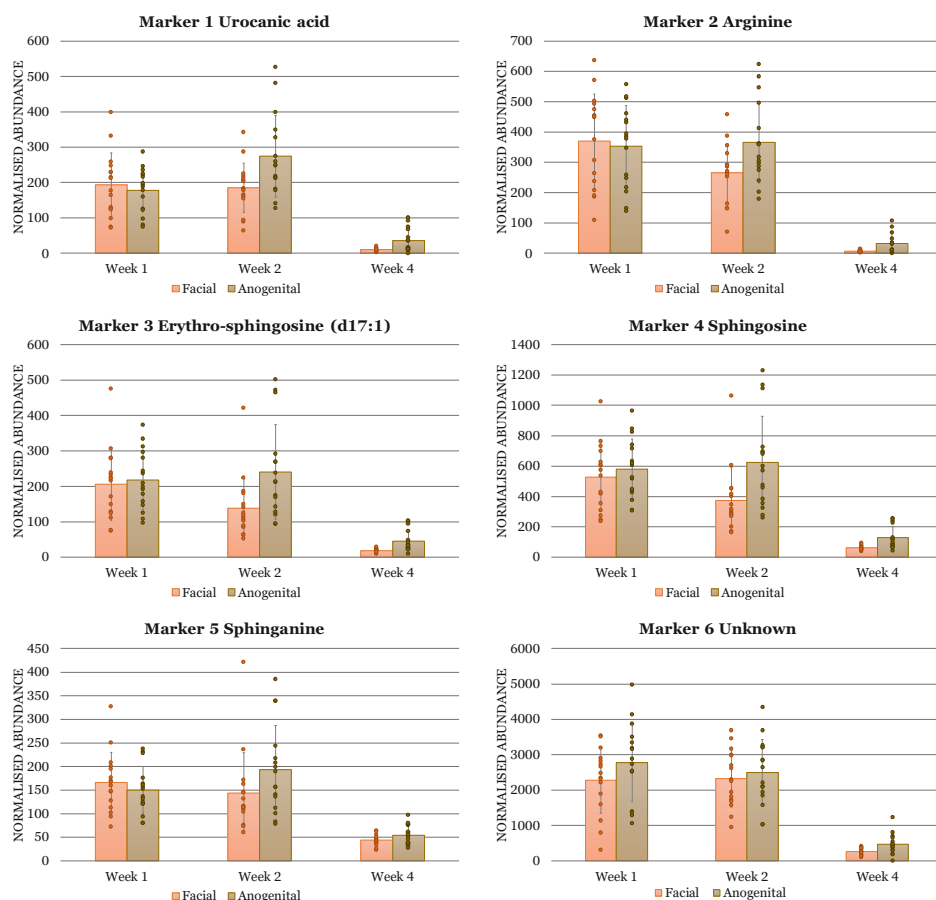 Marker 1 Urocanic acid
NORMALISED ABUNDANCE
600
500
400
300
200
100
0
Week 1 Week 2 Week 4
Facial Anogenital
Marker 2 Arginine
NORMALISED ABUNDANCE
700
600
500
400
300
200
100
0
Week 1 Week 2 Week 4
Facial Anogenital
Marker 3 Erythro-sphingosine (d17:1)
NORMALISED ABUNDANCE
600
500
400
300
200
100
0
Week 1 Week 2 Week 4
Facial Anogenital
Marker 4 Sphingosine
NORMALISED ABUNDANCE
1400
1200
1000
800
600
400
200
0
Week 1 Week 2 Week 4
Facial Anogenital
Marker 5 Sphinganine
NORMALISED ABUNDANCE
450
400
350
300
250
200
150
100
50
0
Week 1 Week 2 Week 4
Facial Anogenital
Marker 6 Unknown
NORMALISED ABUNDANCE
6000
5000
4000
3000
2000
1000
0
Week 1 Week 2 Week 4
Facial Anogenital